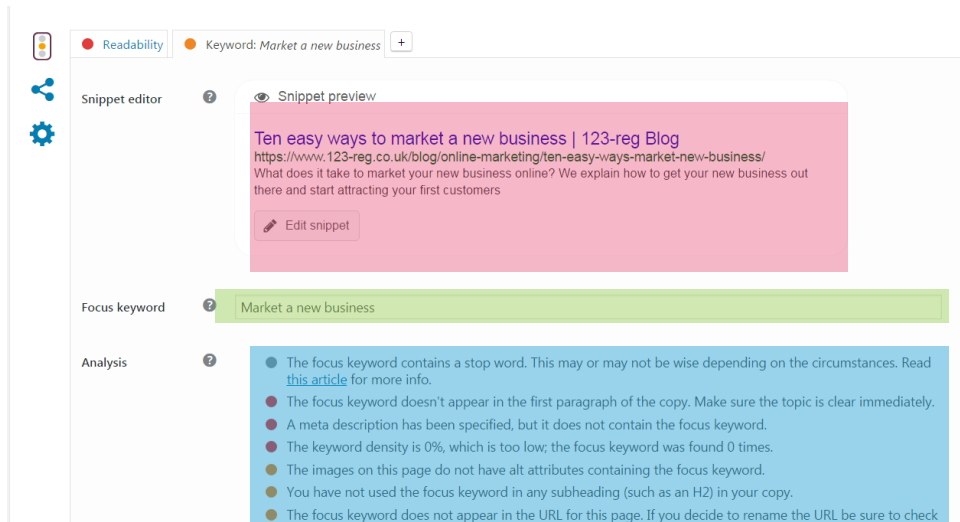 Readability
Keyword: Market a new business
+
Snippet editor
?
Snippet preview
Ten easy ways to market a new business | 123-reg Blog
https://www.123-reg.co.uk/blog/online-marketing/ten-easy-ways-market-new-business/
What does it take to market your new business online? We explain how to get your new business out
there and start attracting your first customers
Edit snippet
Focus keyword
?
Market a new business
Analysis
?
The focus keyword contains a stop word. This may or may not be wise depending on the circumstances. Read
this article for more info.
The focus keyword doesn't appear in the first paragraph of the copy. Make sure the topic is clear immediately.
A meta description has been specified, but it does not contain the focus keyword.
The keyword density is 0%, which is too low; the focus keyword was found 0 times.
The images on this page do not have alt attributes containing the focus keyword.
You have not used the focus keyword in any subheading (such as an H2) in your copy.
The focus keyword does not appear in the URL for this page. If you decide to rename the URL be sure to check